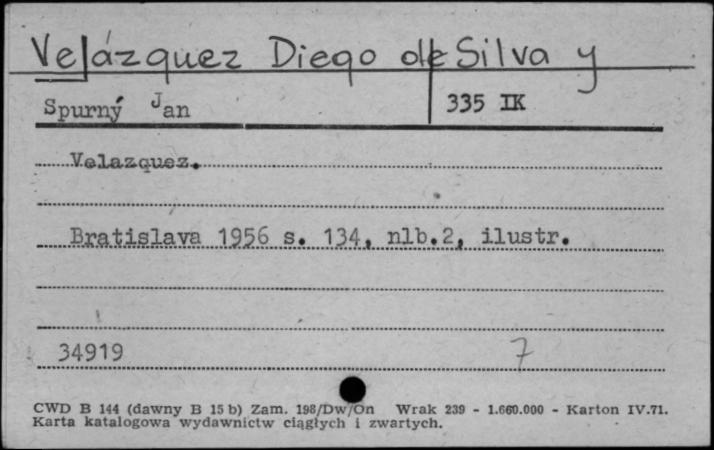 Velázquez Diego de Silva y
Spurný Jan 335 IK
Velazquez.
Bratislava 1956 s. 134, nlb.2, ilustr.
34919 7
CWD B 144 (dawny B 15 b) Zam. 198/Dw/On Wrak 239 - 1.660.000 - Karton IV.71.
Karta katalogowa wydawnictw ciągłych i zwartych.